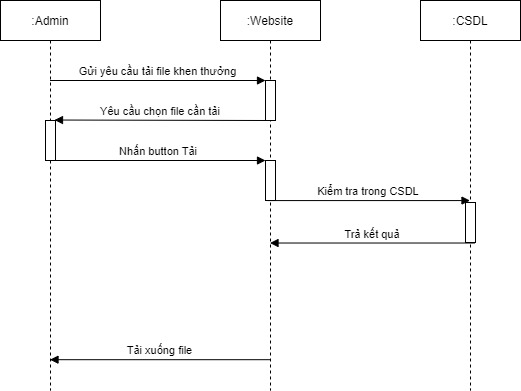 :Admin
:Website
:CSDL
Gửi yêu cầu tải file khen thưởng
Yêu cầu chọn file cần tải
Nhấn button Tải
Kiểm tra trong CSDL
Trả kết quả
Tải xuống file